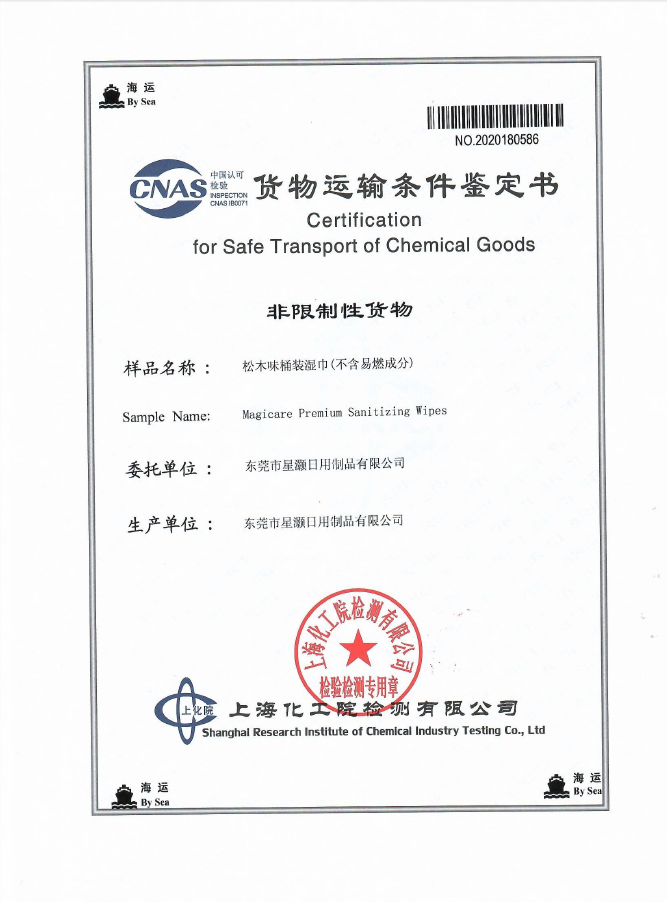 海 运
By Sea
NO.2020180586
CNAS
中国认可
检验
INSPECTION
CNAS IB0071
货物运输条件鉴定书
Certification
for Safe Transport of Chemical Goods
非限制性货物
样品名称： 松木味桶装湿巾(不含易燃成分)
Sample Name: Magicare Premium Sanitizing Wipes
委托单位： 东莞市星灏日用制品有限公司
生产单位： 东莞市星灏日用制品有限公司
上海化工院检测有限公司
检验检测专用章
上化院
上海化工院检测有限公司
Shanghai Research Institute of Chemical Industry Testing Co., Ltd
海 运
By Sea
海 运
By Sea